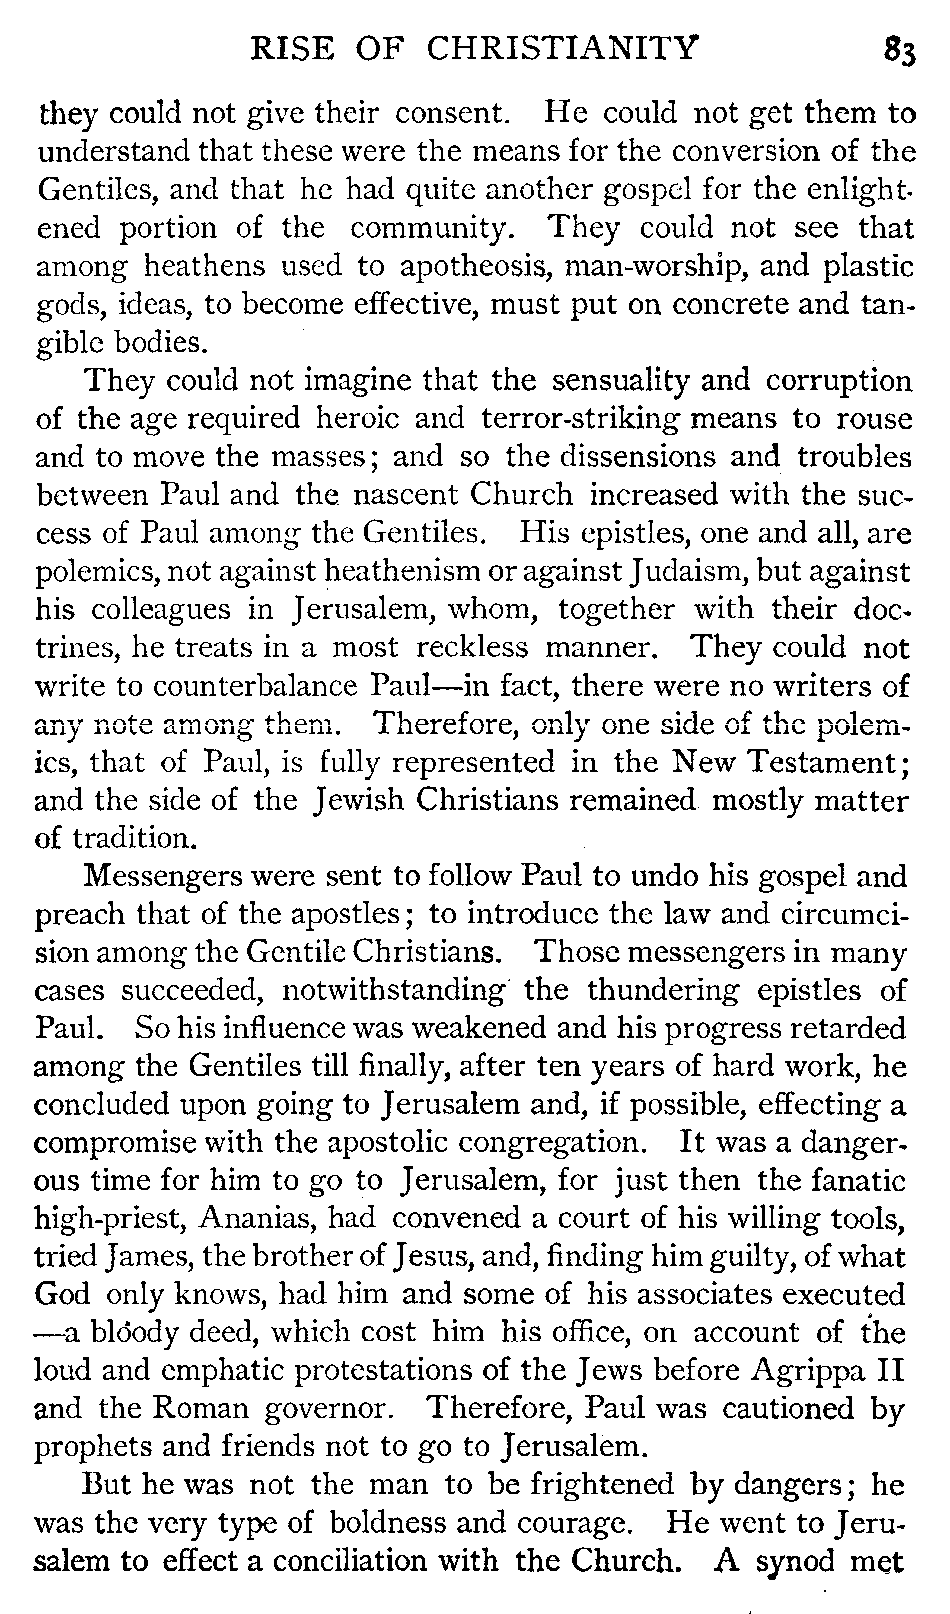 RISE OF CHRISTIANITY 83
they could not give their consent. He could not get them to
understand that these were the means for the conversion of the
Gentiles, and that he had quite another gospel for the enlight-
ened portion of the community. They could not see that
among heathens used to apotheosis, man-worship, and plastic
gods, ideas, to become effective, must put on concrete and tan-
gible bodies.
They could not imagine that the sensuality and corruption
of the age required heroic and terror-striking means to rouse
and to move the masses; and so the dissensions and troubles
between Paul and the nascent Church increased with the suc-
cess of Paul among the Gentiles. His epistles, one and all, are
polemics, not against heathenism or against Judaism, but against
his colleagues in Jerusalem, whom, together with their doc-
trines, he treats in a most reckless manner. They could not
write to counterbalance Paul—in fact, there were no writers of
any note among them. Therefore, only one side of the polem-
ics, that of Paul, is fully represented in the New Testament;
and the side of the Jewish Christians remained mostly matter
of tradition.
Messengers were sent to follow Paul to undo his gospel and
preach that of the apostles; to introduce the law and circumci-
sion among the Gentile Christians. Those messengers in many
cases succeeded, notwithstanding the thundering epistles of
Paul. So his influence was weakened and his progress retarded
among the Gentiles till finally, after ten years of hard work, he
concluded upon going to Jerusalem and, if possible, effecting a
compromise with the apostolic congregation. It was a danger-
ous time for him to go to Jerusalem, for just then the fanatic
high-priest, Ananias, had convened a court of his willing tools,
tried James, the brother of Jesus, and, finding him guilty, of what
God only knows, had him and some of his associates executed
—a bloody deed, which cost him his office, on account of the
loud and emphatic protestations of the Jews before Agrippa II
and the Roman governor. Therefore, Paul was cautioned by
prophets and friends not to go to Jerusalem.
But he was not the man to be frightened by dangers; he
was the very type of boldness and courage. He went to Jeru-
salem to effect a conciliation with the Church. A synod met